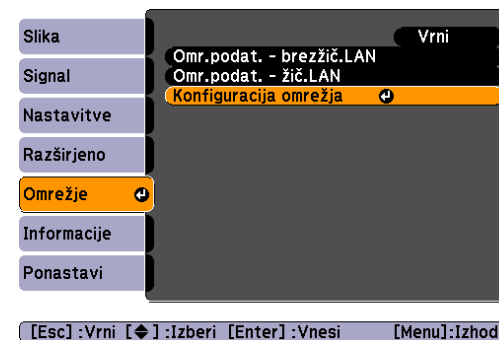 Slika
Signal
Nastavitve
Razširjeno
Omrežje
Informacije
Ponastavi
Vrni
Omr.podat. - brezžič.LAN
Omr.podat. - žič.LAN
Konfiguracija omrežja
[Esc] :Vrni [◆] :Izberi [Enter] :Vnesi [Menu]:Izhod